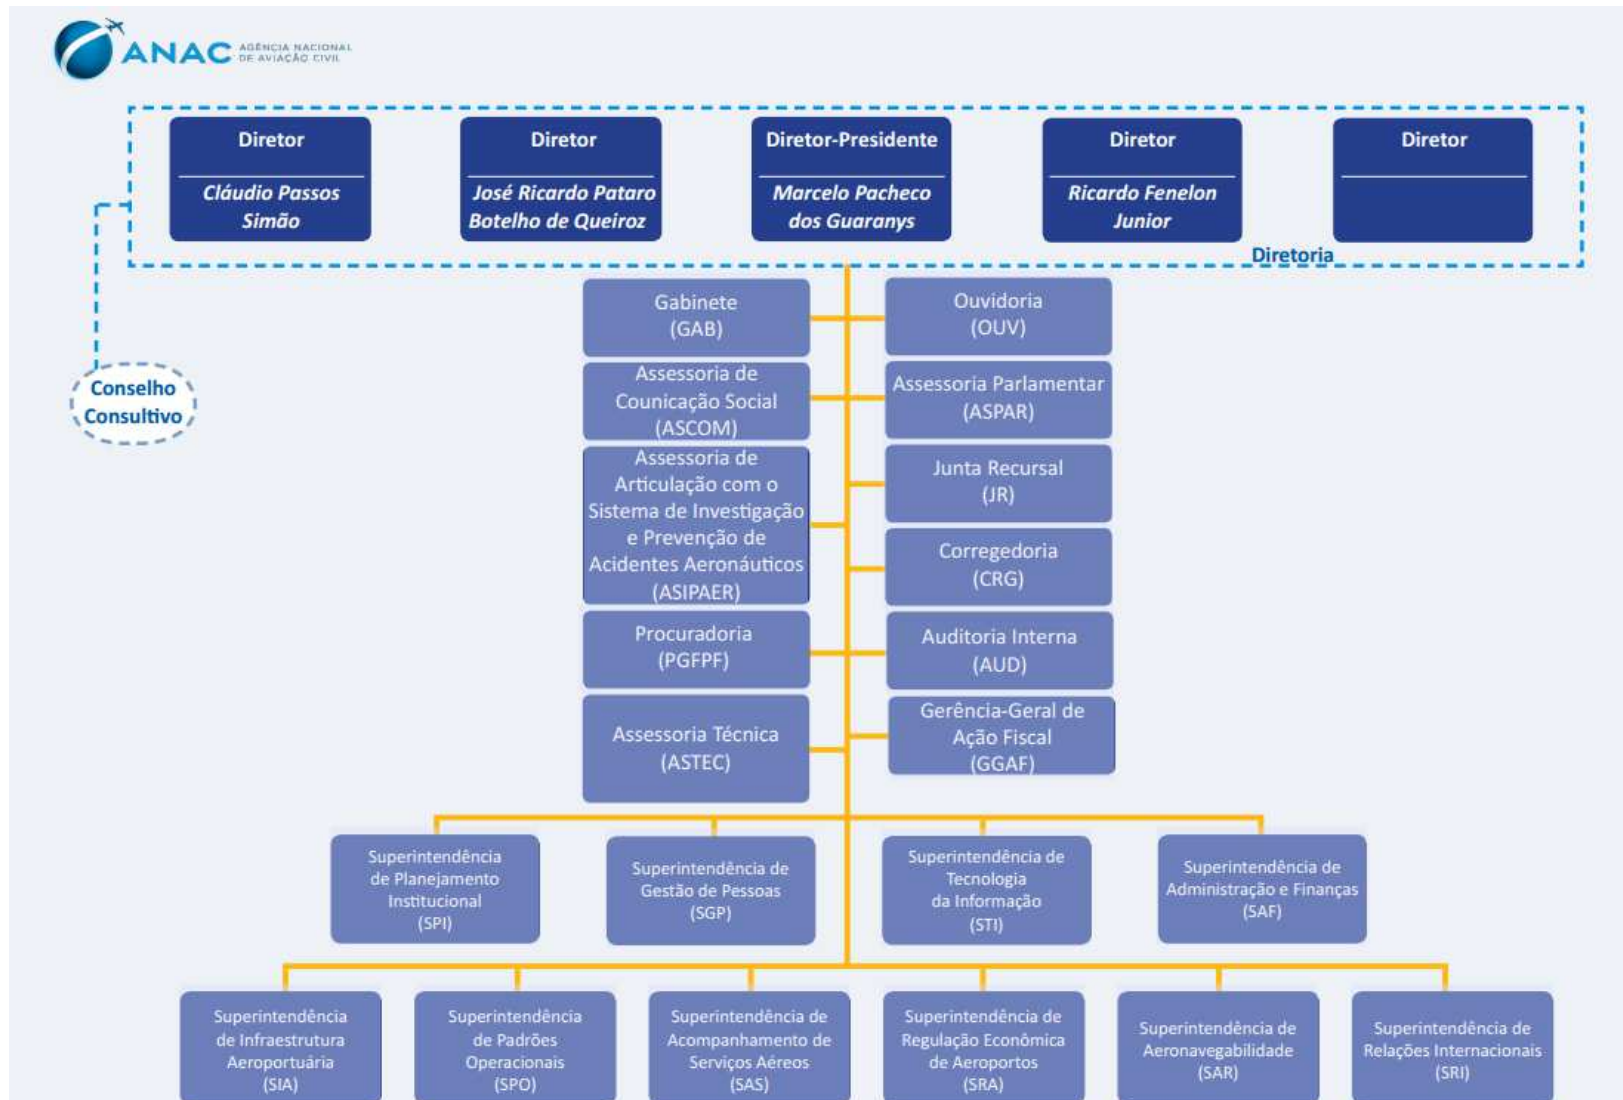 ANAC
AGÊNCIA NACIONAL
DE AVIAÇÃO CIVIL
Diretor
Cláudio Passos
Simão
Diretor
José Ricardo Pataro
Botelho de Queiroz
Diretor-Presidente
Marcelo Pacheco
dos Guaranys
Diretor
Ricardo Fenelon
Junior
Diretor
Diretoria
Conselho
Consultivo
Gabinete
(GAB)
Ouvidoria
(OUV)
Assessoria de
Counicação Social
(ASCOM)
Assessoria Parlamentar
(ASPAR)
Assessoria de
Articulação com o
Sistema de Investigação
e Prevenção de
Acidentes Aeronáuticos
(ASIPAER)
Junta Recursal
(JR)
Corregedoria
(CRG)
Procuradoria
(PGFPF)
Auditoria Interna
(AUD)
Assessoria Técnica
(ASTEC)
Gerência-Geral de
Ação Fiscal
(GGAF)
Superintendência
de Planejamento
Institucional
(SPI)
Superintendência de
Gestão de Pessoas
(SGP)
Superintendência de
Tecnologia
da Informação
(STI)
Superintendência de
Administração e Finanças
(SAF)
Superintendência
de Infraestrutura
Aeroportuária
(SIA)
Superintendência
de Padrões
Operacionais
(SPO)
Superintendência de
Acompanhamento de
Serviços Aéreos
(SAS)
Superintendência de
Regulação Econômica
de Aeroportos
(SRA)
Superintendência de
Aeronavegabilidade
(SAR)
Superintendência de
Relações Internacionais
(SRI)